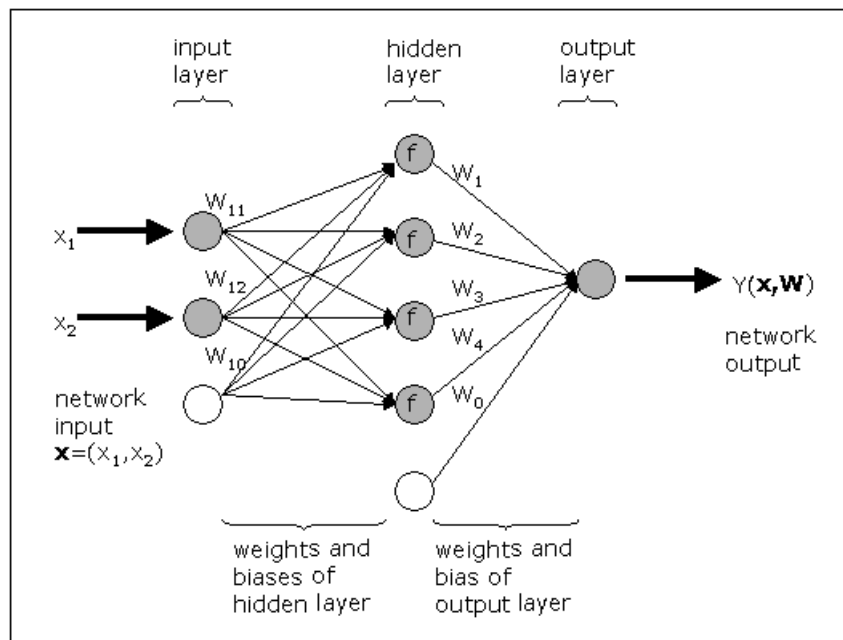 input
layer
hidden
layer
output
layer
f
W₁
W₁₁
x₁
f
W₂
W₁₂
Y(x,W)
x₂
f
W₃
network
output
W₁₀
W₄
network
input
x=(x₁,x₂)
f
W₀
weights and
biases of
hidden layer
weights and
bias of
output layer